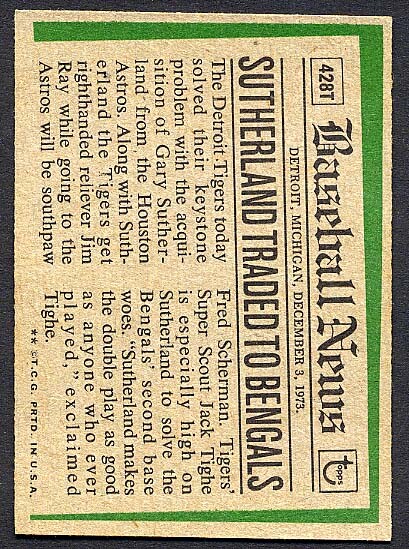 428T
Baseball News
topps
DETROIT, MICHIGAN, DECEMBER 3, 1973.
SUTHERLAND TRADED TO BENGALS
The Detroit Tigers today
solved their keystone
problem with the acqui-
sition of Gary Suther-
land from the Houston
Astros. Along with Suth-
erland the Tigers get
righthanded reliever Jim
Ray while going to the
Astros will be southpaw
Fred Scherman. Tigers'
Super Scout Jack Tighe
is especially high on
Sutherland to solve the
Bengals' second base
woes. "Sutherland makes
the double play as good
as anyone who ever
played," exclaimed
Tighe.
** © T.C.G. PRTD. IN U.S.A.